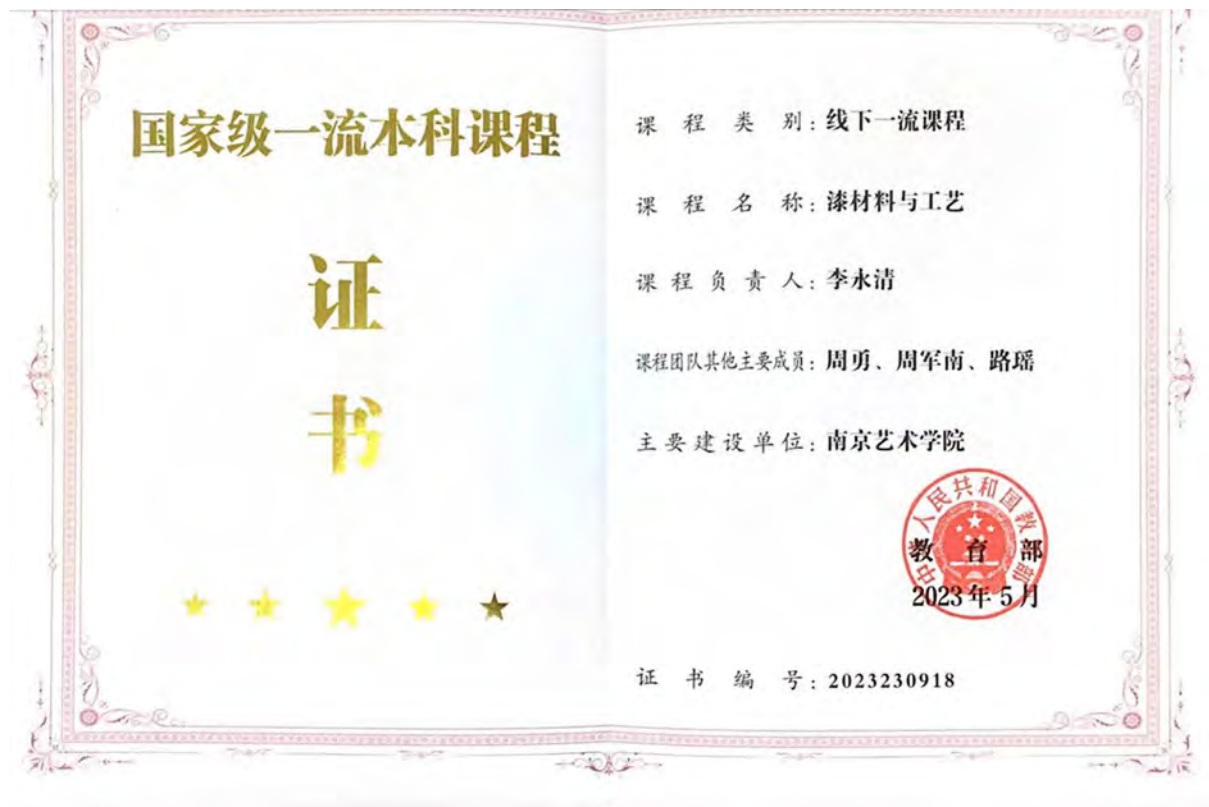 国家级一流本科课程
证
书
课程类别：线下一流课程
课程名称：漆材料与工艺
课程负责人：李永清
课程团队其他主要成员：周勇、周军南、路瑶
主要建设单位：南京艺术学院
中华人民共和国教育部
教育部
2023年5月
证书编号：2023230918